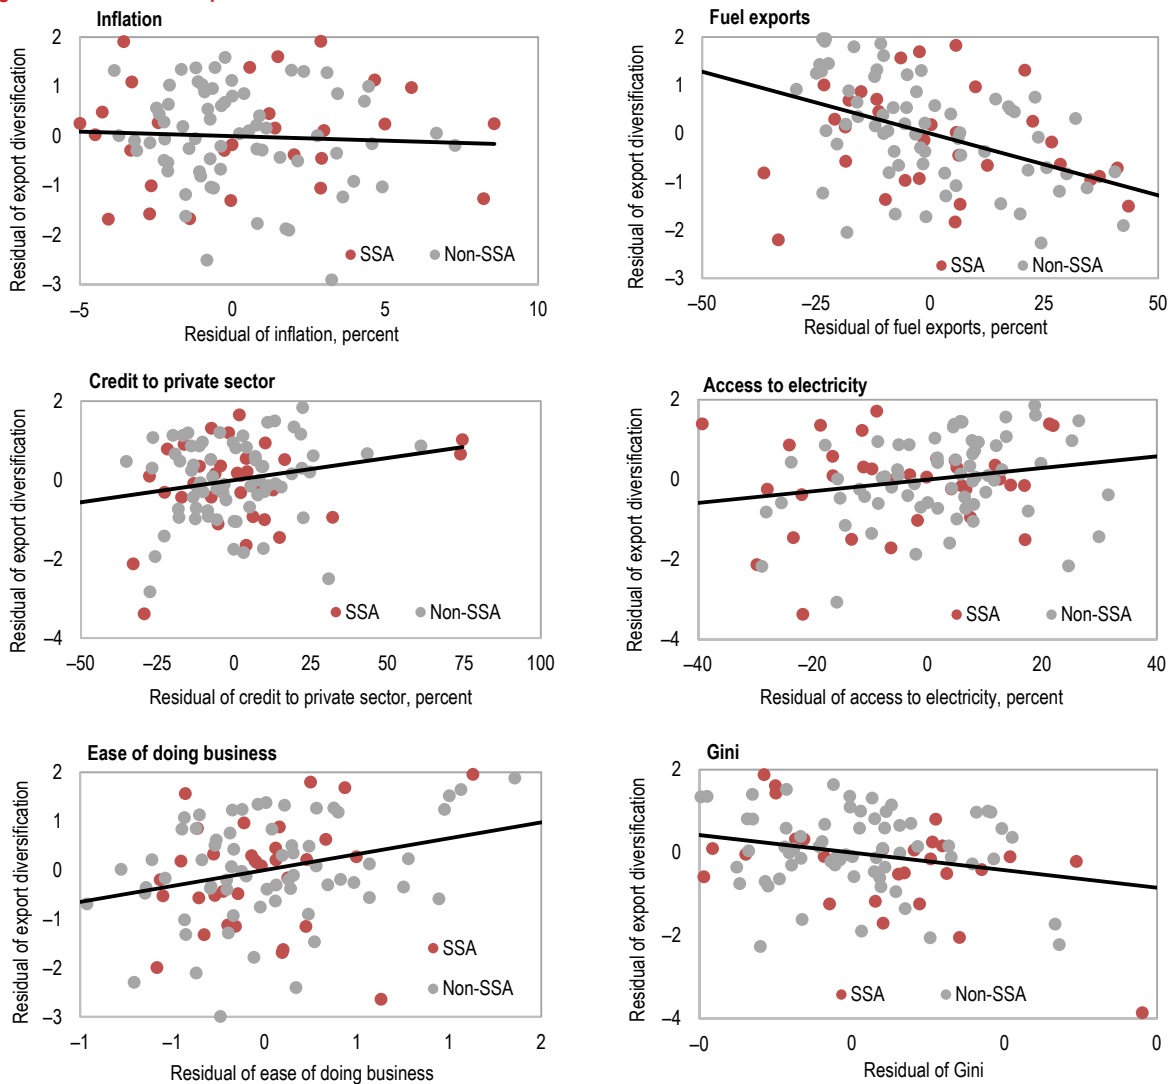 Inflation
Residual of export diversification
2
1
0
–1
–2
–3
SSA
Non-SSA
–5
0
5
10
Residual of inflation, percent
Fuel exports
Residual of export diversification
2
1
0
–1
–2
–3
SSA
Non-SSA
–50
–25
0
25
50
Residual of fuel exports, percent
Credit to private sector
Residual of export diversification
2
0
–2
–4
SSA
Non-SSA
–50
–25
0
25
50
75
100
Residual of credit to private sector, percent
Access to electricity
Residual of export diversification
2
0
–2
–4
SSA
Non-SSA
–40
–20
0
20
40
Residual of access to electricity, percent
Ease of doing business
Residual of export diversification
2
1
0
–1
–2
–3
SSA
Non-SSA
–1
–1
0
1
1
2
Residual of ease of doing business
Gini
Residual of export diversification
2
0
–2
–4
SSA
Non-SSA
–0
0
0
0
Residual of Gini